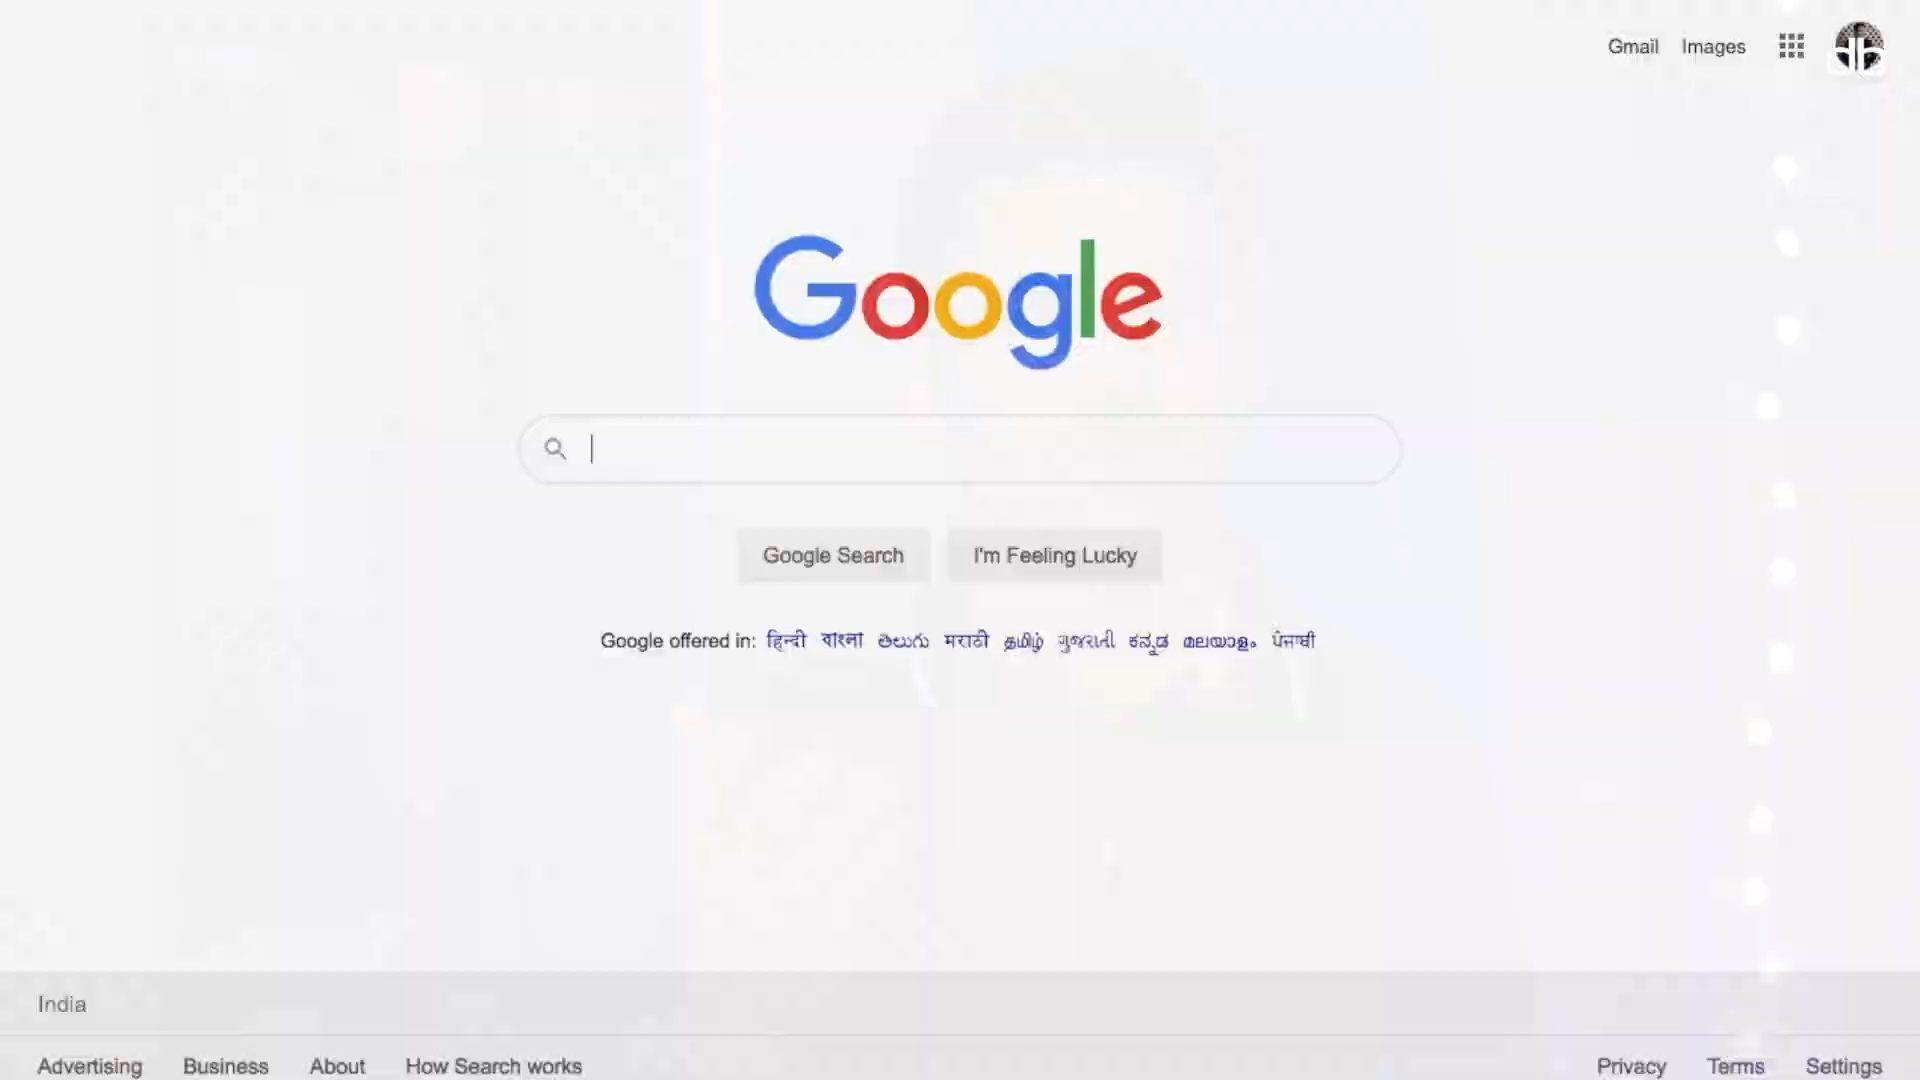 Gmail Images
db
Google
Google Search I'm Feeling Lucky
Google offered in: हिन्दी বাংলা తెలుగు मराठी தமிழ் ગુજરાતી ಕನ್ನಡ മലയാളം ਪੰਜਾਬੀ
India
Advertising Business About How Search works Privacy Terms Settings